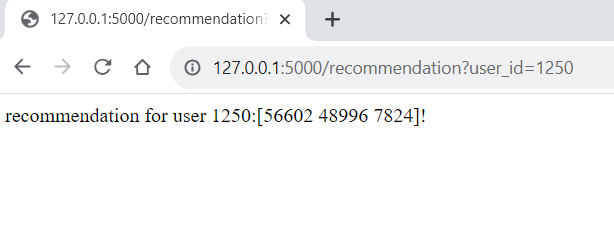 127.0.0.1:5000/recommendation?
127.0.0.1:5000/recommendation?user_id=1250
recommendation for user 1250:[56602 48996 7824]!